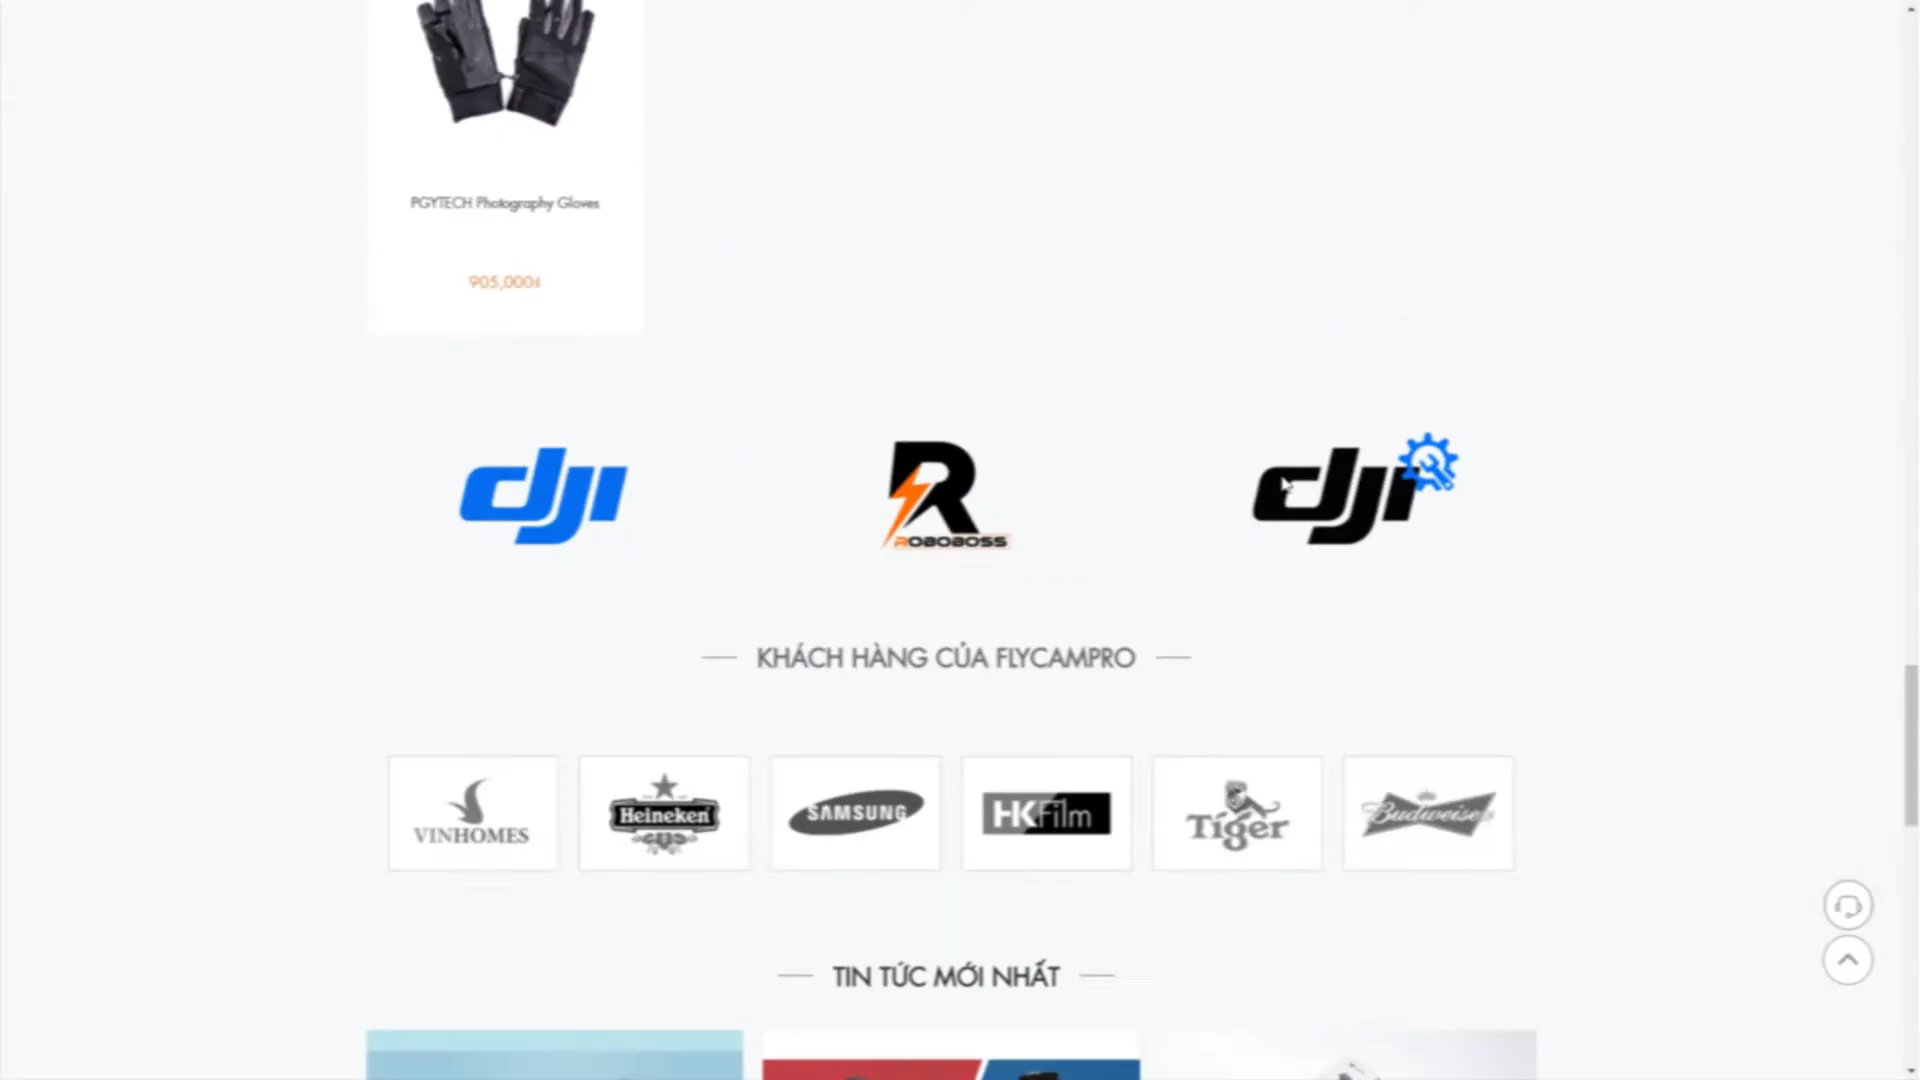 PGYTECH Photography Gloves
905,000₫
dji
ROBOBOSS
dji
KHÁCH HÀNG CỦA FLYCAMPRO
VINHOMES
Heineken
SAMSUNG
HKFilm
Tiger
Budweiser
TIN TỨC MỚI NHẤT